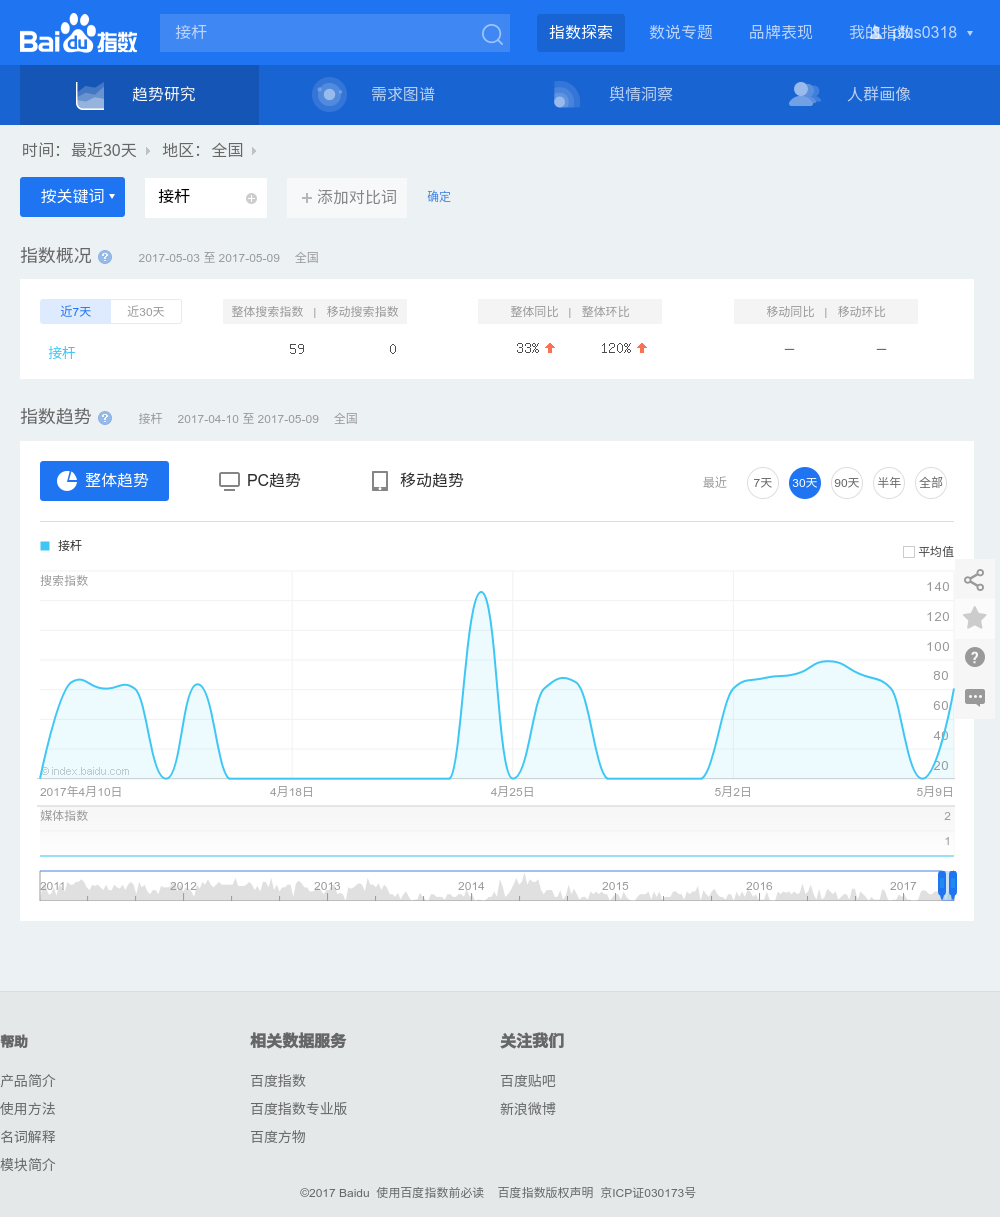 Bai du 指数
接杆
指数探索 数说专题 品牌表现 我的指数
趋势研究 需求图谱 舆情洞察 人群画像
时间： 最近30天 地区： 全国
按关键词 接杆 添加对比词 确定
指数概况 ? 2017-05-03 至 2017-05-09 全国
近7天 近30天 整体搜索指数 | 移动搜索指数 整体同比 | 整体环比 移动同比 | 移动环比
接杆 59 0 33% 120% – –
指数趋势 ? 接杆 2017-04-10 至 2017-05-09 全国
整体趋势 PC趋势 移动趋势 最近 7天 30天 90天 半年 全部
接杆
平均值
搜索指数
140
120
100
80
60
40
20
©index.baidu.com
2017年4月10日 4月18日 4月25日 5月2日 5月9日
媒体指数 2
1
2011 2012 2013 2014 2015 2016 2017
帮助 相关数据服务 关注我们
产品简介 百度指数 百度贴吧
使用方法 百度指数专业版 新浪微博
名词解释 百度方物
模块简介
©2017 Baidu 使用百度指数前必读 百度指数版权声明 京ICP证030173号